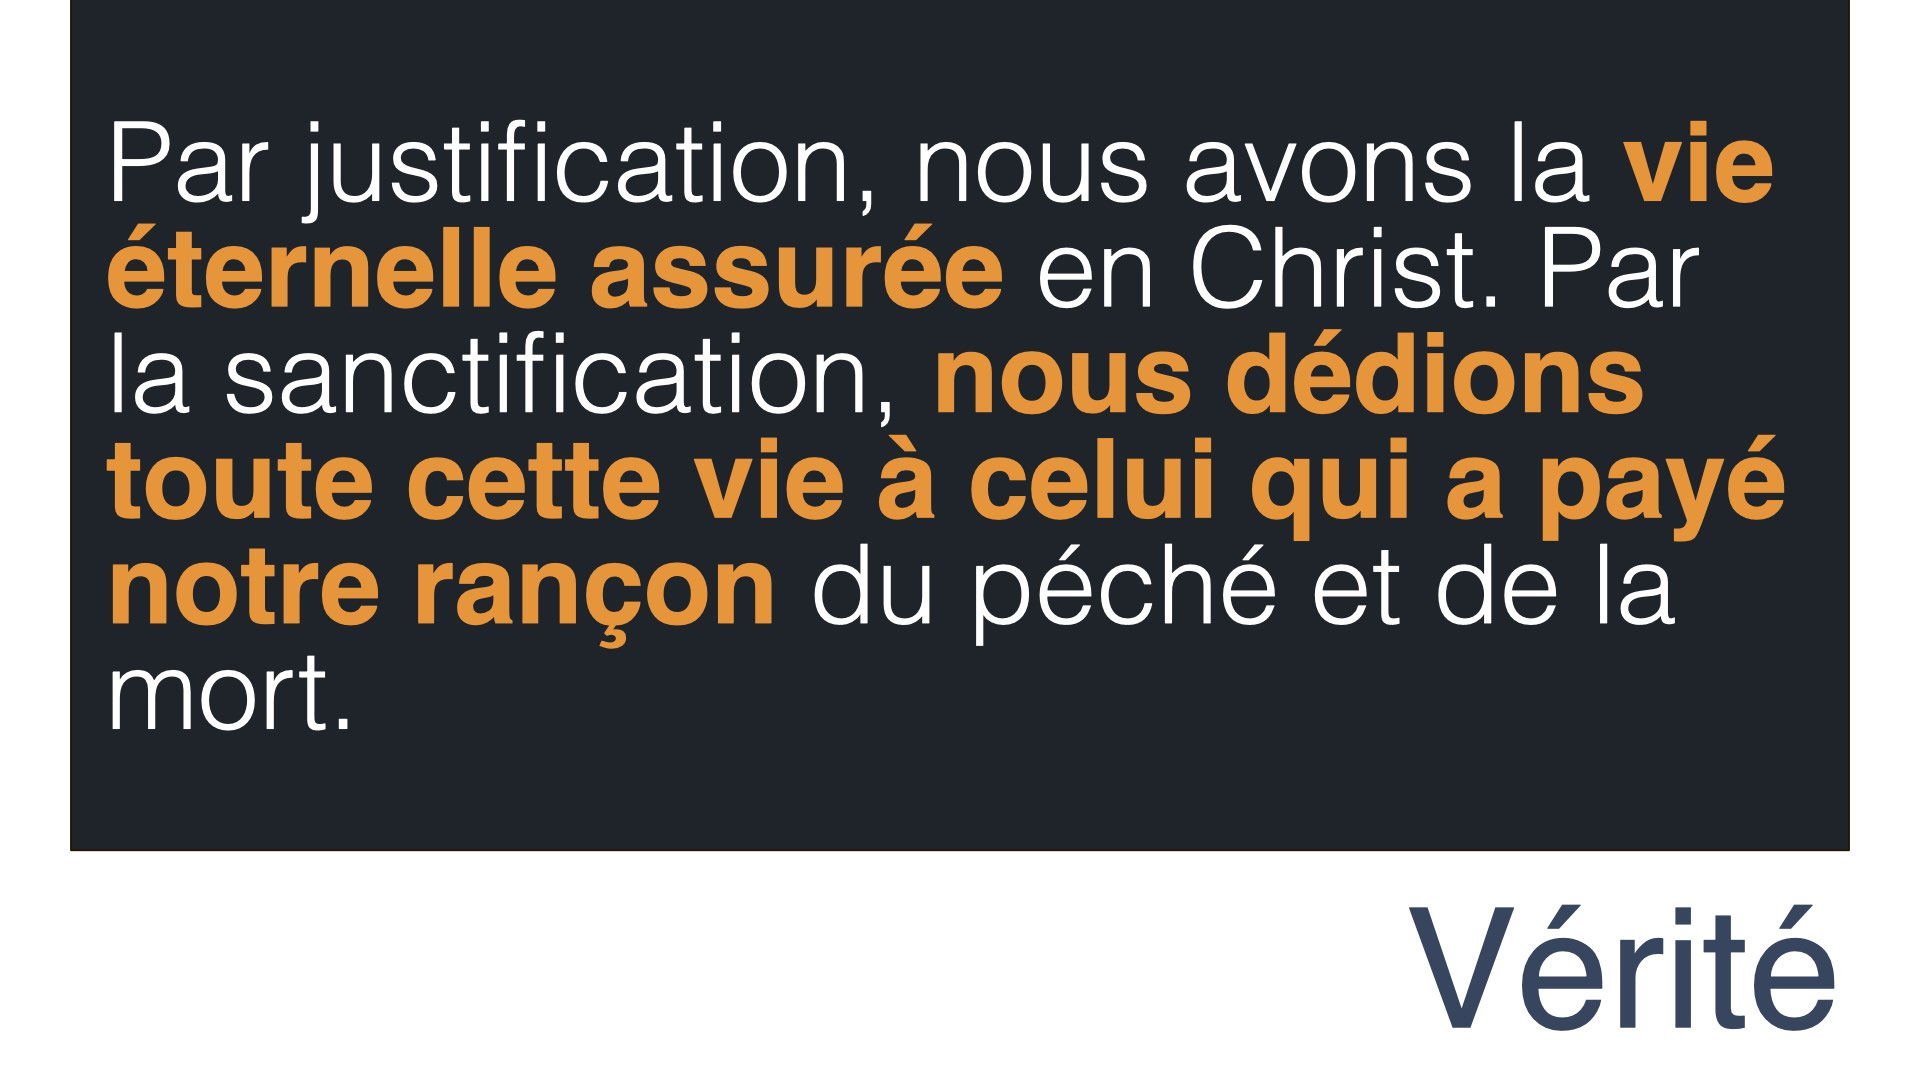 Par justification, nous avons la vie
éternelle assurée en Christ. Par
la sanctification, nous dédions
toute cette vie à celui qui a payé
notre rançon du péché et de la
mort.
Vérité